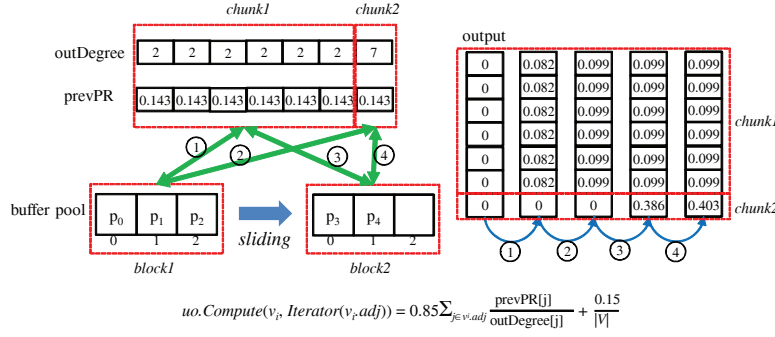 chunk1 chunk2
outDegree 2 2 2 2 2 2 7
prevPR 0.143 0.143 0.143 0.143 0.143 0.143 0.143
1 2 3 4
buffer pool p0 p1 p2 p3 p4
0 1 2 0 1 2
sliding
block1 block2
output
0 0.082 0.099 0.099 0.099
0 0.082 0.099 0.099 0.099
0 0.082 0.099 0.099 0.099
0 0.082 0.099 0.099 0.099
0 0.082 0.099 0.099 0.099
0 0.082 0.099 0.099 0.099
chunk1
0 0 0 0.386 0.403
chunk2
1 2 3 4
uo.Compute(vi, Iterator(vi.adj)) = 0.85∑j∈vi.adj prevPR[j]/outDegree[j] + 0.15/|V|